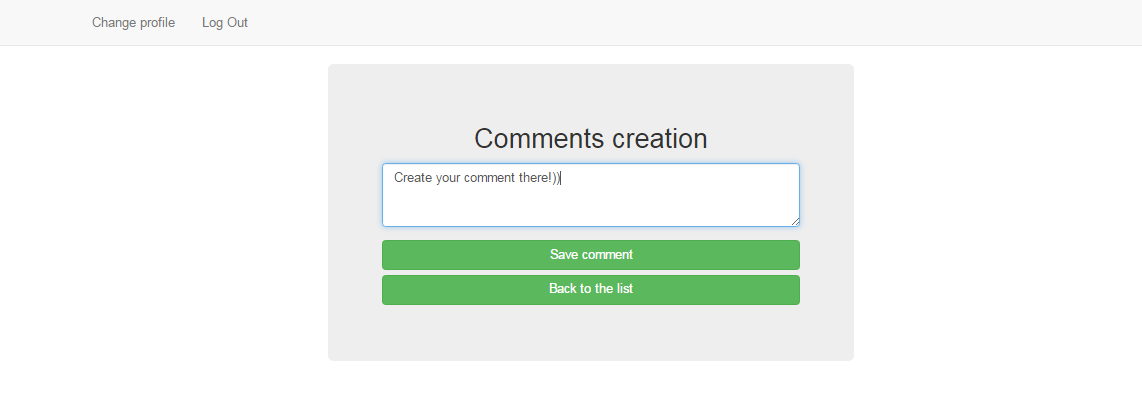 Change profile Log Out
Comments creation
Create your comment there!))
Save comment
Back to the list